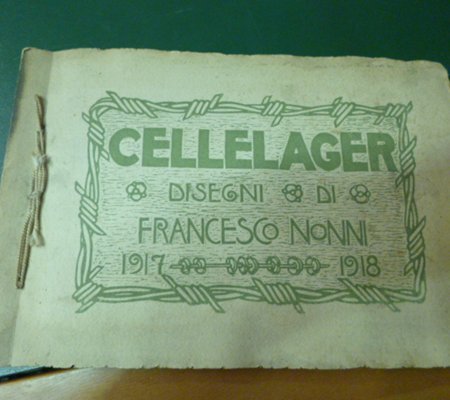 CELLELAGER
DISEGNI DI
FRANCESCO NONNI
1917 1918